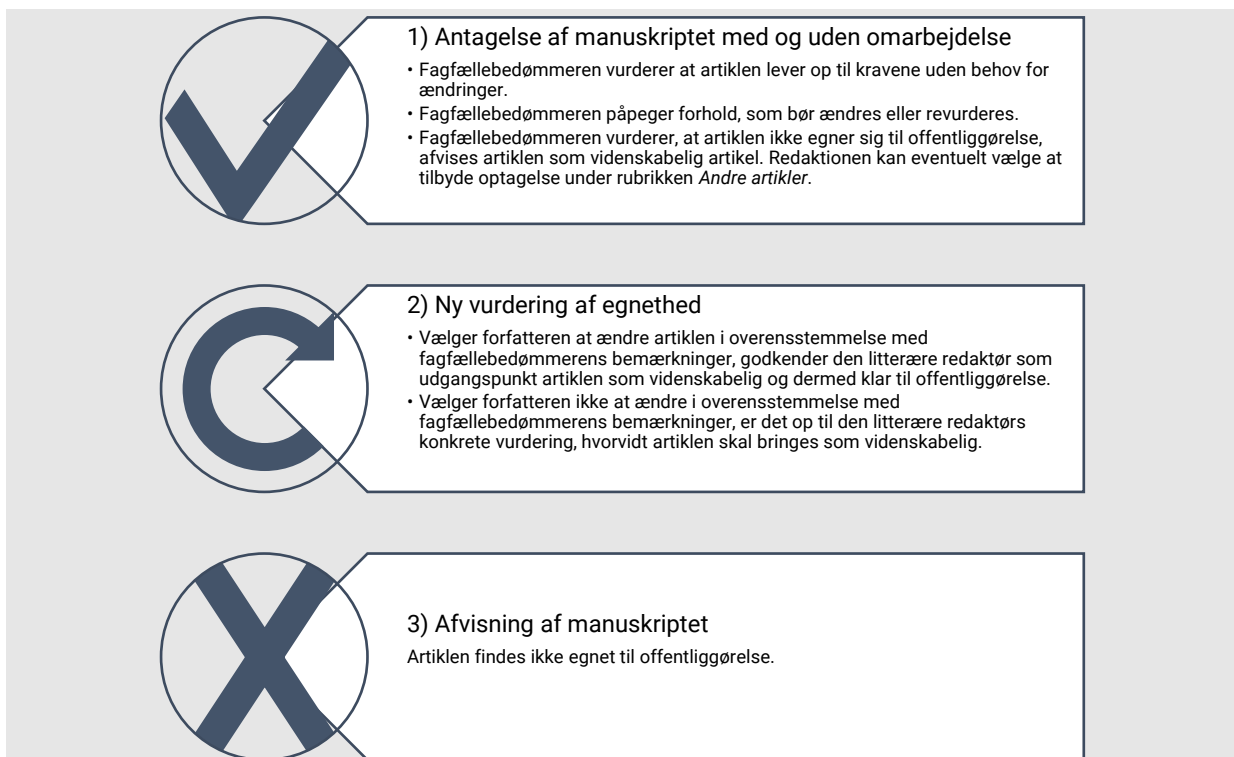 1) Antagelse af manuskriptet med og uden omarbejdelse
• Fagfællebedømmeren vurderer at artiklen lever op til kravene uden behov for
ændringer.
• Fagfællebedømmeren påpeger forhold, som bør ændres eller revurderes.
• Fagfællebedømmeren vurderer, at artiklen ikke egner sig til offentliggørelse,
afvises artiklen som videnskabelig artikel. Redaktionen kan eventuelt vælge at
tilbyde optagelse under rubrikken Andre artikler.
2) Ny vurdering af egnethed
• Vælger forfatteren at ændre artiklen i overensstemmelse med
fagfællebedømmerens bemærkninger, godkender den litterære redaktør som
udgangspunkt artiklen som videnskabelig og dermed klar til offentliggørelse.
• Vælger forfatteren ikke at ændre i overensstemmelse med
fagfællebedømmerens bemærkninger, er det op til den litterære redaktørs
konkrete vurdering, hvorvidt artiklen skal bringes som videnskabelig.
3) Afvisning af manuskriptet
Artiklen findes ikke egnet til offentliggørelse.